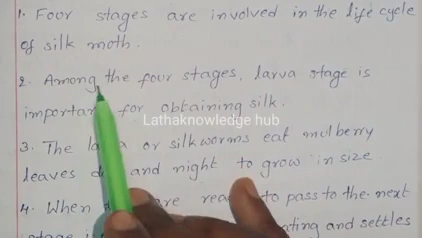 1. Four stages are involved in the life cycle
of silk moth.
2. Among the four stages, larva stage is
for obtaining silk.
Lathaknowledge hub
3. The or silkworms eat mulberry
leaves and night to grow in size
4. When are to pass to the next
and settles